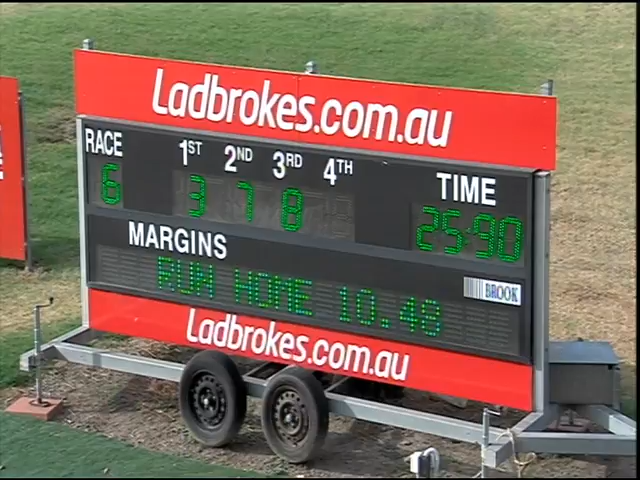 Ladbrokes.com.au
RACE 1ST 2ND 3RD 4TH TIME
6 3 7 8 25.90
MARGINS
RUN HOME 10.48
BROOK
Ladbrokes.com.au